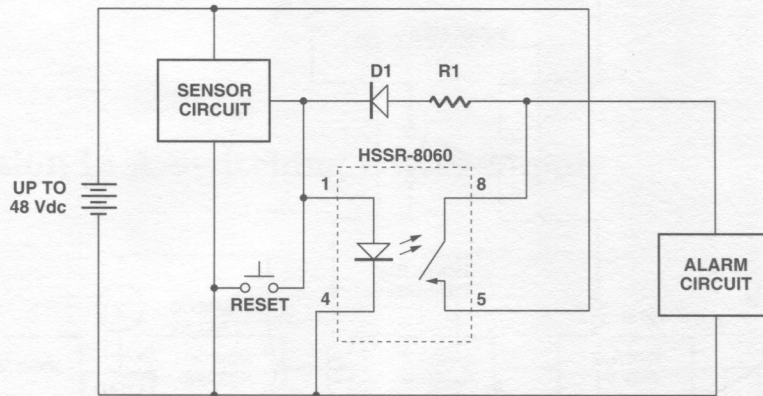 D1
R1
SENSOR
CIRCUIT
HSSR-8060
1
8
UP TO
48 Vdc
ALARM
CIRCUIT
RESET
4
5